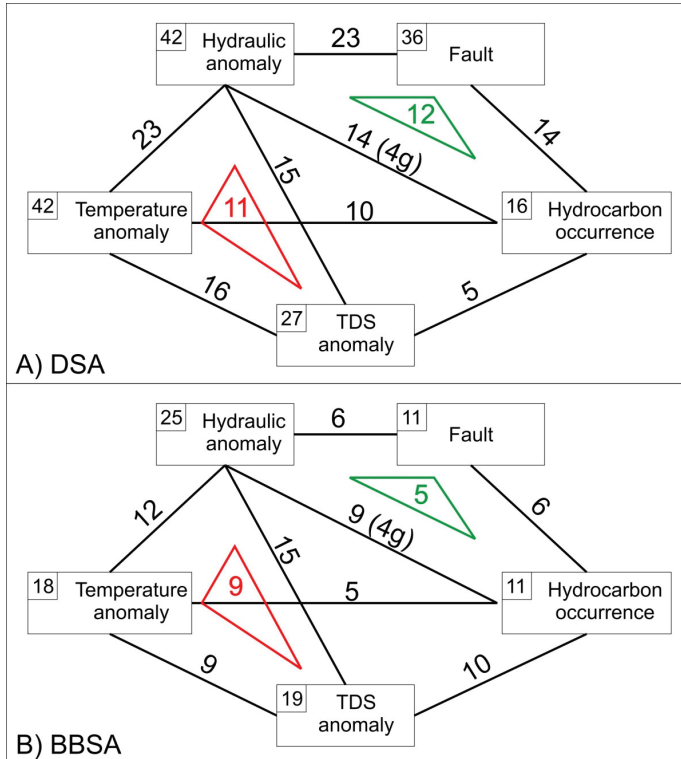 42
Hydraulic
anomaly
23
36
Fault
12
23
14 (4g)
14
15
42
Temperature
anomaly
11
10
16
Hydrocarbon
occurrence
16
5
27
TDS
anomaly
A) DSA
25
Hydraulic
anomaly
6
11
Fault
5
12
9 (4g)
6
15
18
Temperature
anomaly
9
5
11
Hydrocarbon
occurrence
9
10
19
TDS
anomaly
B) BBSA